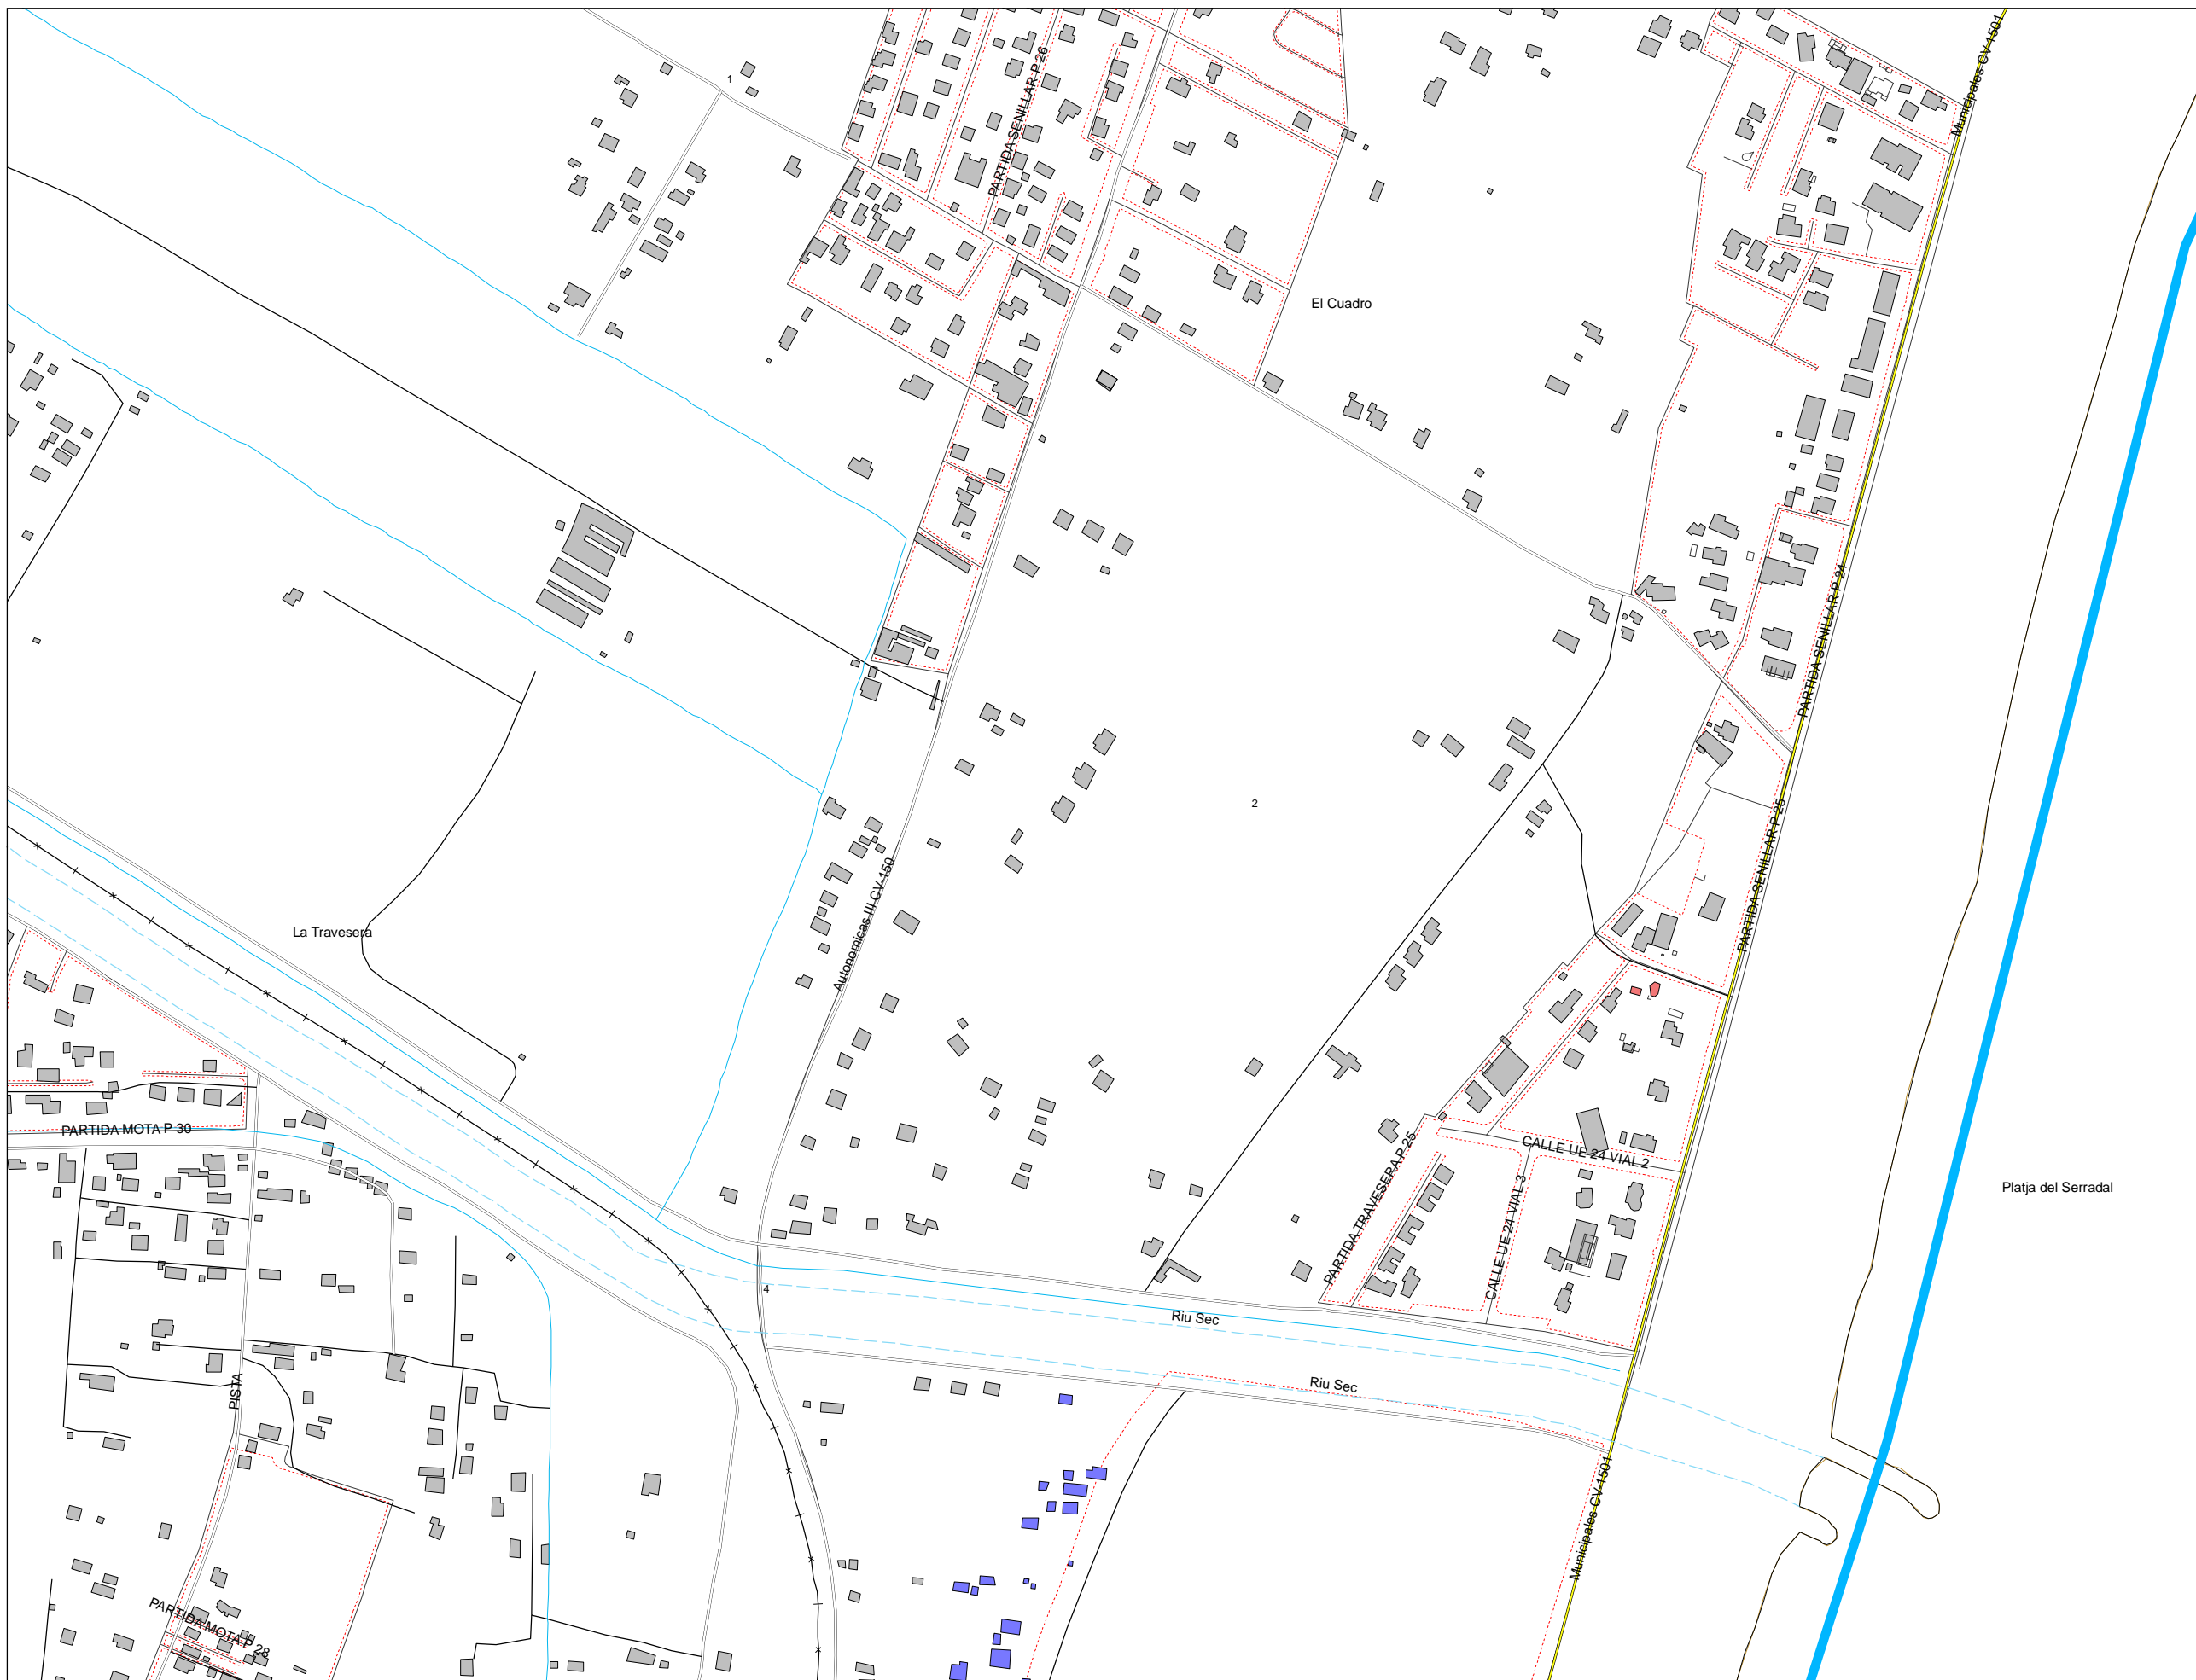 Municipales CV-1501
1
PARTIDA SENILLAR P 26
El Cuadro
PARTIDA SENILLAR P 24
2
PARTIDA SENILLAR P 25
Autonomicas III CV-150
La Travesera
PARTIDA MOTA P 30
CALLE UE 24 VIAL 2
PARTIDA TRAVESERA P 25
CALLE UE 24 VIAL 3
Platja del Serradal
4
Riu Sec
Riu Sec
PISTA
Municipales CV-1501
PARTIDA MOTA P 28